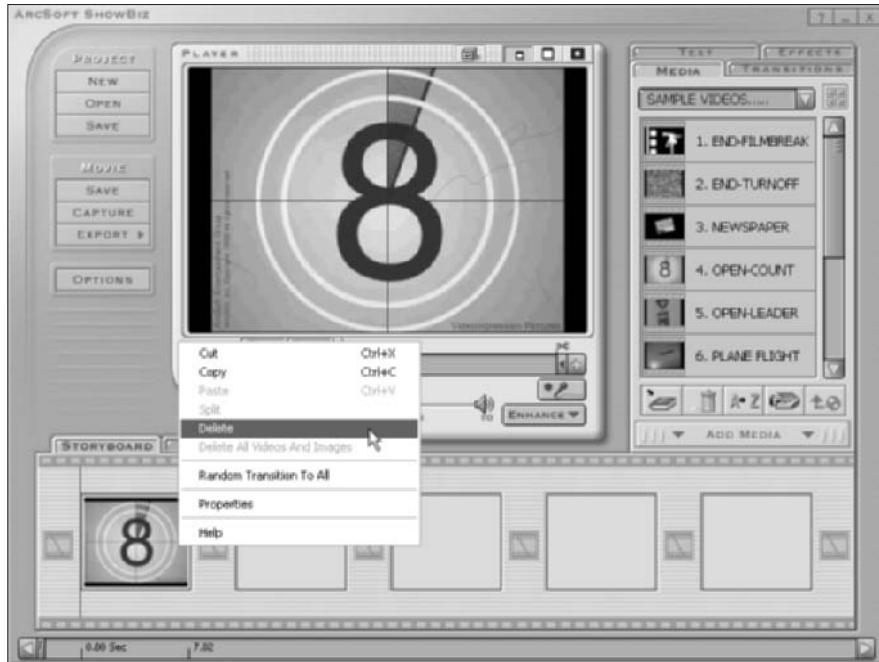 ArcSoft ShowBiz
Project
New
Open
Save
Movie
Save
Capture
Export
Options
Player
8
Videoimpression Pictures
Enhance
Text
Effects
Media
Transitions
SAMPLE VIDEOS.....
1. END-FILMBREAK
2. END-TURNOFF
3. NEWSPAPER
4. OPEN-COUNT
5. OPEN-LEADER
6. PLANE FLIGHT
A Z
Add Media
Cut Ctrl+X
Copy Ctrl+C
Paste Ctrl+V
Split
Delete
Delete All Videos And Images
Random Transition To All
Properties
Help
Storyboard
8
0.00 Sec
7.02